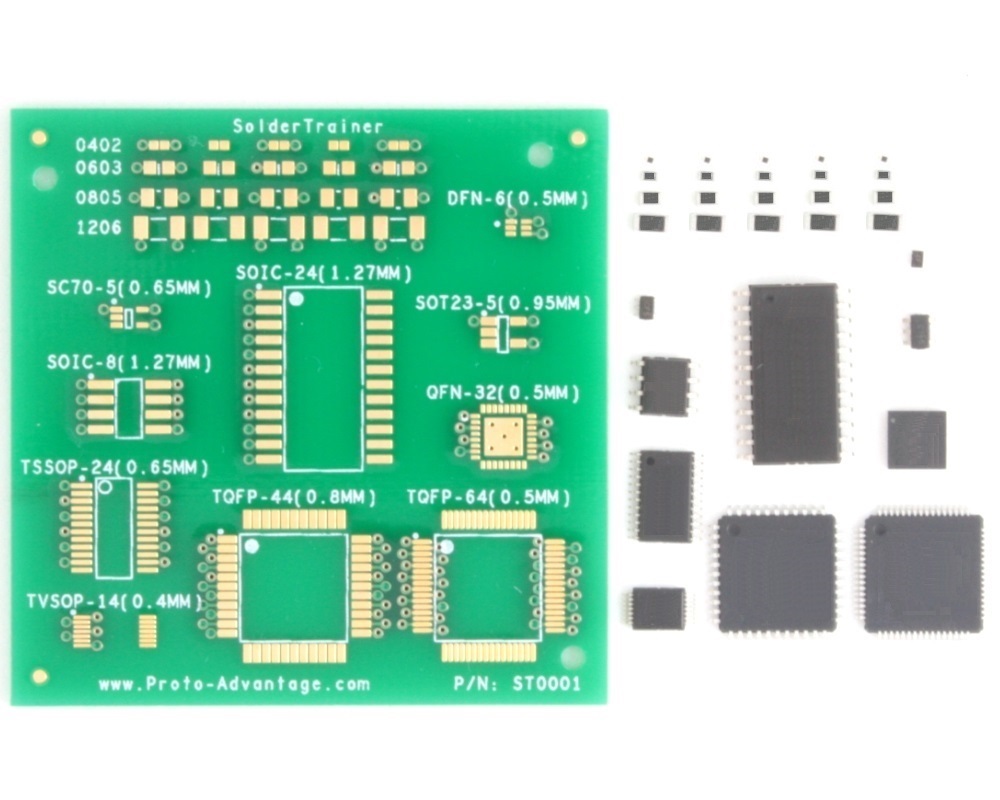 SolderTrainer
0402
0603
0805
1206
DFN-6(0.5MM)
SOIC-24(1.27MM)
SC70-5(0.65MM)
SOT23-5(0.95MM)
SOIC-8(1.27MM)
QFN-32(0.5MM)
TSSOP-24(0.65MM)
TQFP-44(0.8MM)
TQFP-64(0.5MM)
TVSOP-14(0.4MM)
www.Proto-Advantage.com
P/N: ST0001